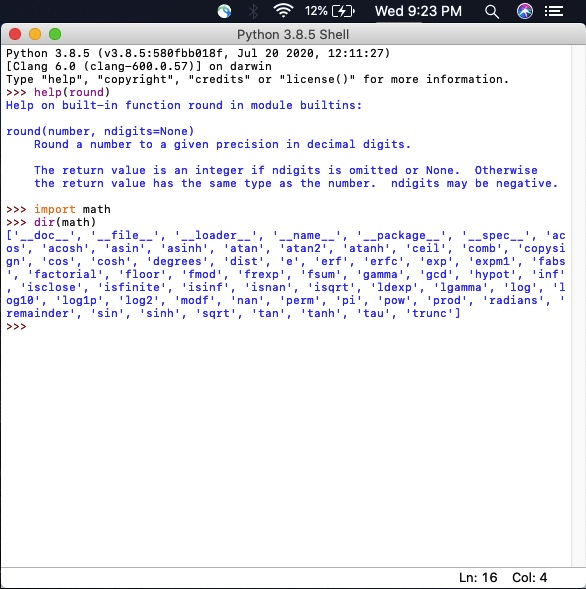 12% Wed 9:23 PM
Python 3.8.5 Shell
Python 3.8.5 (v3.8.5:580fbb018f, Jul 20 2020, 12:11:27)
[Clang 6.0 (clang-600.0.57)] on darwin
Type "help", "copyright", "credits" or "license()" for more information.
>>> help(round)
Help on built-in function round in module builtins:

round(number, ndigits=None)
    Round a number to a given precision in decimal digits.

    The return value is an integer if ndigits is omitted or None.  Otherwise
    the return value has the same type as the number.  ndigits may be negative.

>>> import math
>>> dir(math)
['__doc__', '__file__', '__loader__', '__name__', '__package__', '__spec__', 'ac
os', 'acosh', 'asin', 'asinh', 'atan', 'atan2', 'atanh', 'ceil', 'comb', 'copysi
gn', 'cos', 'cosh', 'degrees', 'dist', 'e', 'erf', 'erfc', 'exp', 'expm1', 'fabs
', 'factorial', 'floor', 'fmod', 'frexp', 'fsum', 'gamma', 'gcd', 'hypot', 'inf'
, 'isclose', 'isfinite', 'isinf', 'isnan', 'isqrt', 'ldexp', 'lgamma', 'log', 'l
og10', 'log1p', 'log2', 'modf', 'nan', 'perm', 'pi', 'pow', 'prod', 'radians', '
remainder', 'sin', 'sinh', 'sqrt', 'tan', 'tanh', 'tau', 'trunc']
>>>
Ln: 16 Col: 4